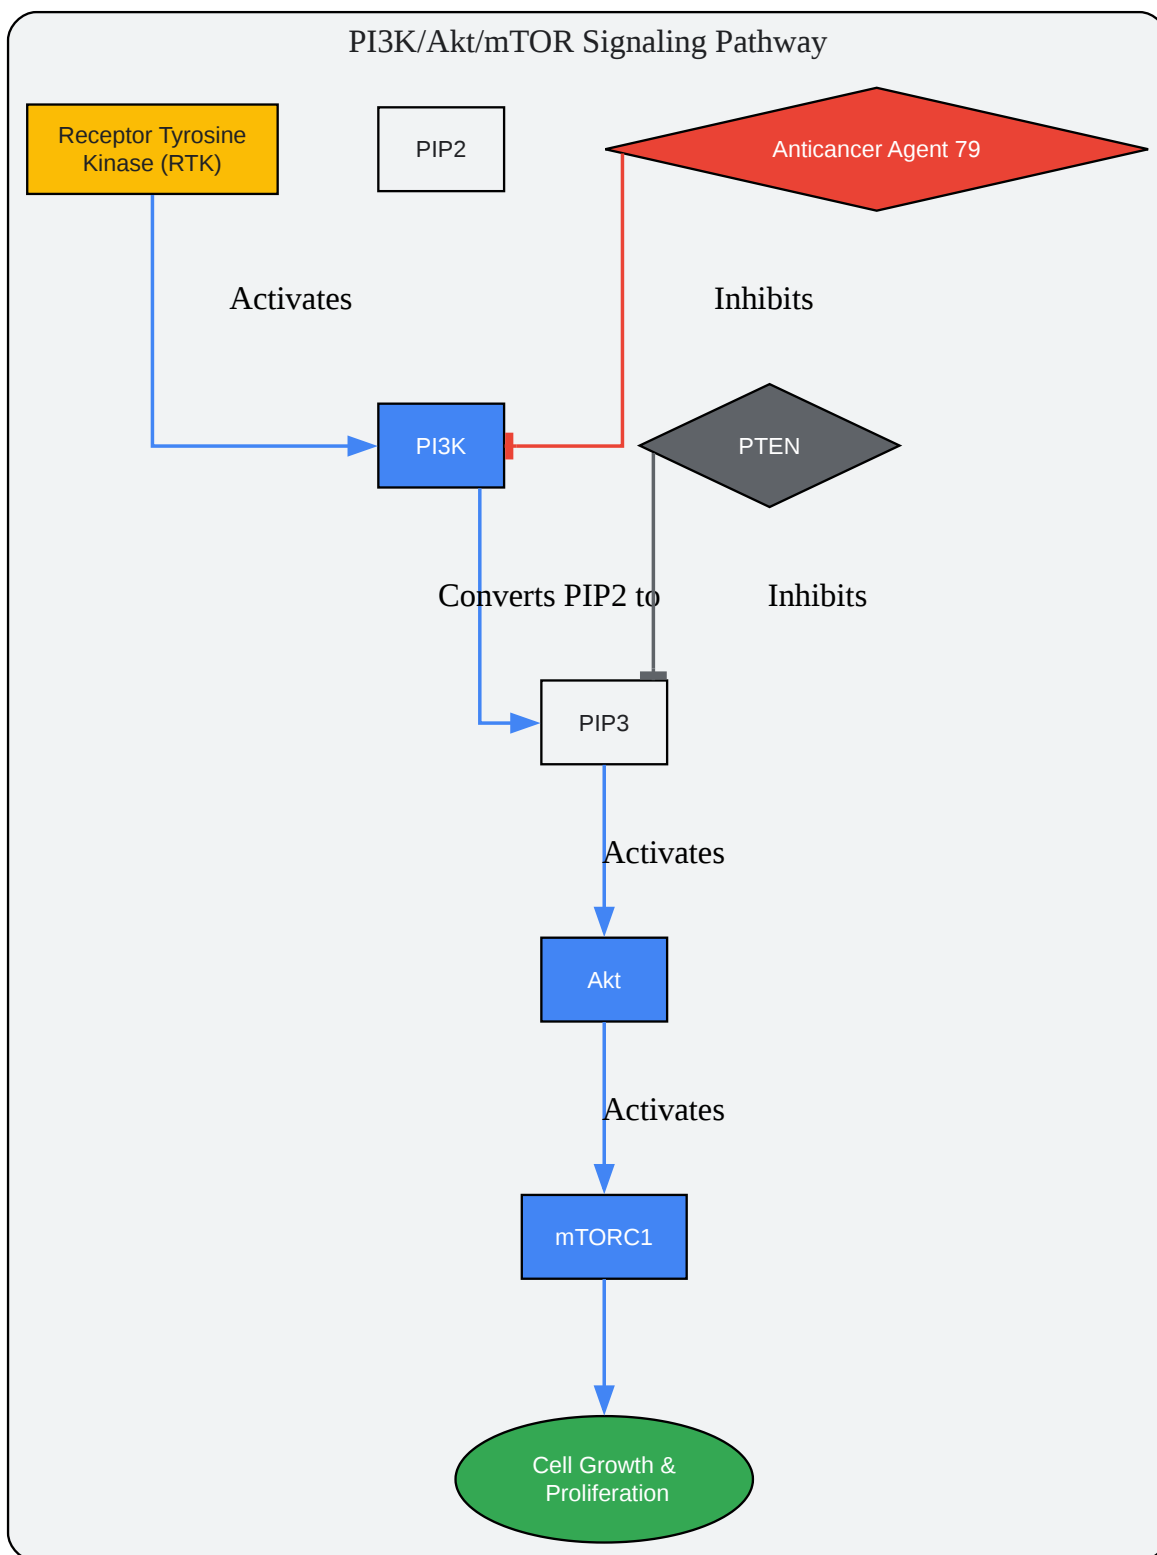 PI3K/Akt/mTOR Signaling Pathway
Receptor Tyrosine
Kinase (RTK)
PIP2
Anticancer Agent 79
Activates
Inhibits
PI3K
PTEN
Converts PIP2 to
Inhibits
PIP3
Activates
Akt
Activates
mTORC1
Cell Growth &
Proliferation